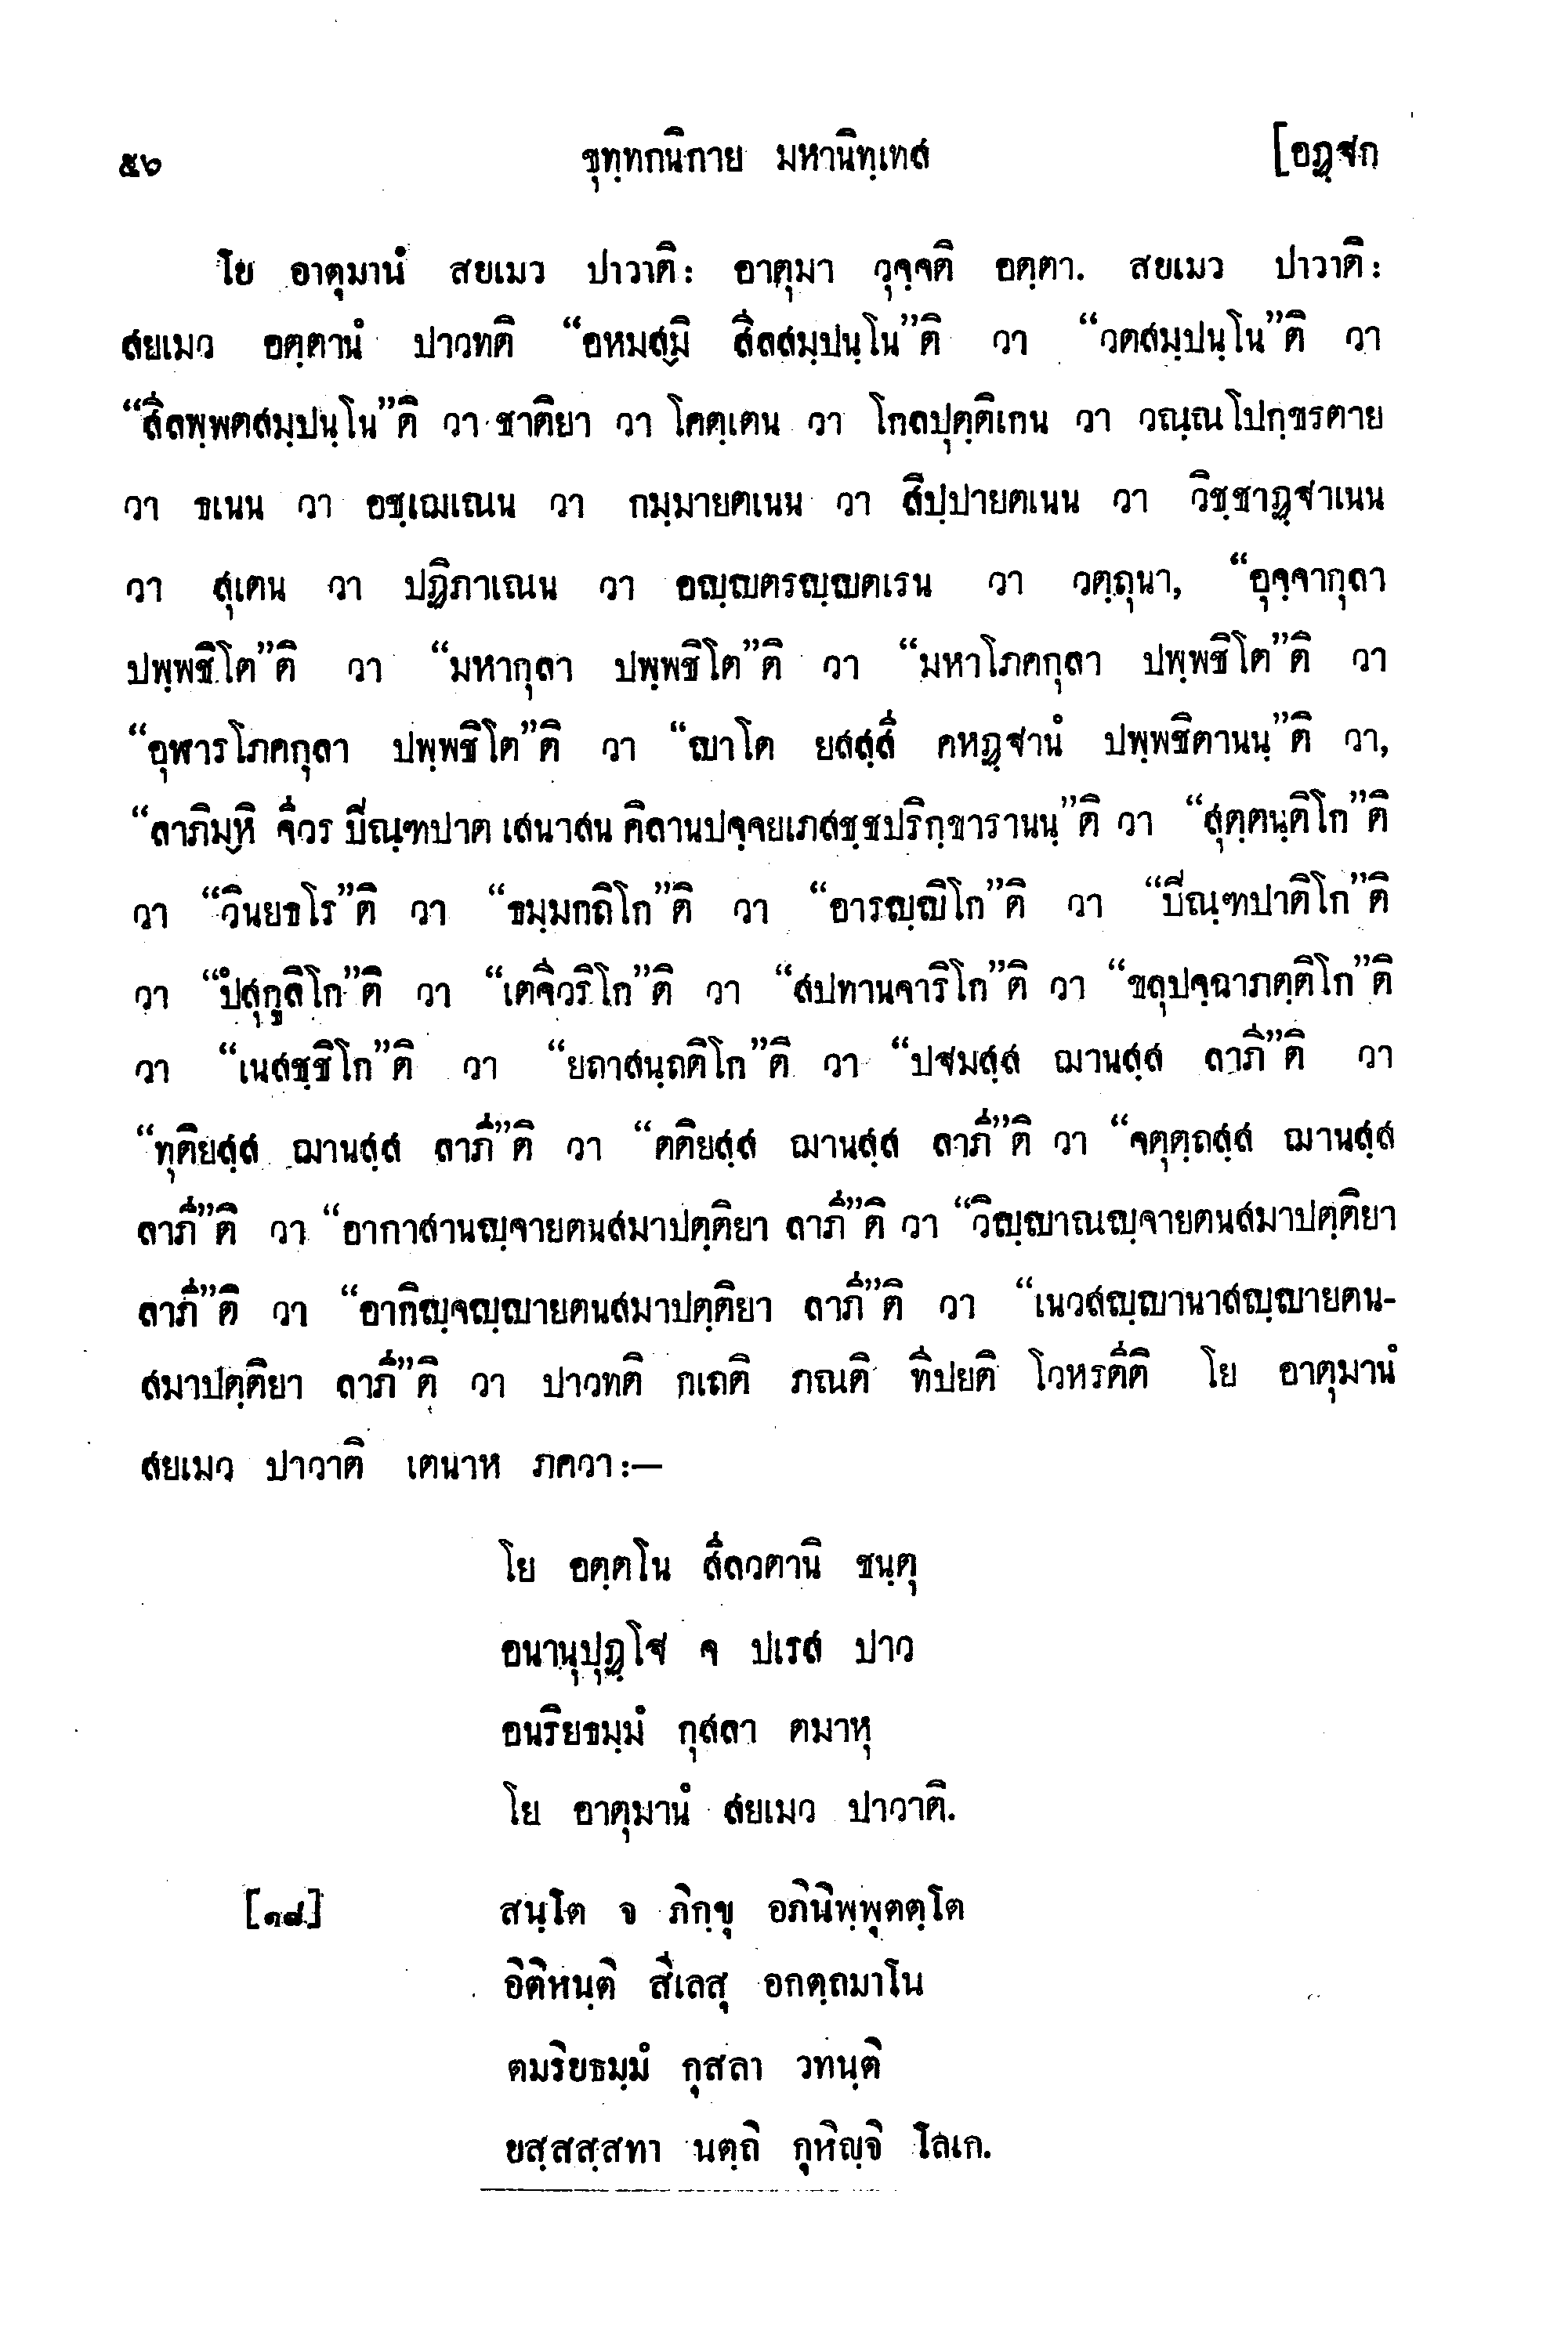 ๕๖ ขุทฺทกนิกาย มหานิทฺเทส [อฏฺฐก
โย อาตุมานํ สยเมว ปาวาติ: อาตุมา วุจฺจติ อตฺตา. สยเมว ปาวาติ:
สยเมว อตฺตานํ ปาวทติ “อหมสฺมิ สีลสมฺปนฺโน”ติ วา “วตสมฺปนฺโน”ติ วา
“สีลพฺพตสมฺปนฺโน”ติ วา ชาติยา วา โคตฺเตน วา โกลปุตฺติเกน วา วณฺณโปกฺขรตาย
วา ธเนน วา อชฺเฌเณน วา กมฺมายตเนน วา สิปฺปายตเนน วา วิชฺชาฏฺฐาเนน
วา สุเตน วา ปฏิภาเณน วา อญฺญตรญฺญตเรน วา วตฺถุนา, “อุจฺจากุลา
ปพฺพชิโต”ติ วา “มหากุลา ปพฺพชิโต”ติ วา “มหาโภคกุลา ปพฺพชิโต”ติ วา
“อุฬารโภคกุลา ปพฺพชิโต”ติ วา “ญาโต ยสสฺสี คหฏฺฐานํ ปพฺพชิตานนฺ”ติ วา,
“ลาภิมฺหิ จีวร ปิณฺฑปาต เสนาสน คิลานปจฺจยเภสชฺชปริกฺขารานนฺ”ติ วา “สุตฺตนฺติโก”ติ
วา “วินยธโร”ติ วา “ธมฺมกถิโก”ติ วา “อารญฺญิโก”ติ วา “ปิณฺฑปาติโก”ติ
วา “ปํสุกูลิโก”ติ วา “เตจีวริโก”ติ วา “สปทานจาริโก”ติ วา “ขลุปจฺฉาภตฺติโก”ติ
วา “เนสชฺชิโก”ติ วา “ยถาสนฺถติโก”ติ วา “ปฐมสฺส ฌานสฺส ลาภี”ติ วา
“ทุติยสฺส ฌานสฺส ลาภี”ติ วา “ตติยสฺส ฌานสฺส ลาภี”ติ วา “จตุตฺถสฺส ฌานสฺส
ลาภี”ติ วา “อากาสานญฺจายตนสมาปตฺติยา ลาภี”ติ วา “วิญฺญาณญฺจายตนสมาปตฺติยา
ลาภี”ติ วา “อากิญฺจญฺญายตนสมาปตฺติยา ลาภี”ติ วา “เนวสญฺญานาสญฺญายตน-
สมาปตฺติยา ลาภี”ติ วา ปาวทติ กเถติ ภณติ ทีปยติ โวหรตีติ โย อาตุมานํ
สยเมว ปาวาติ เตนาห ภควา:—
โย อตฺตโน สีลวตานิ ชนฺตุ
อนานุปุฏฺโฐ จ ปเรส ปาว
อนริยธมฺมํ กุสลา ตมาหุ
โย อาตุมานํ สยเมว ปาวาติ.
[๑๘] สนฺโต จ ภิกฺขุ อภินิพฺพุตตฺโต
อิติหนฺติ สีเลสุ อกตฺถมาโน
ตมริยธมฺมํ กุสลา วทนฺติ
ยสฺสสฺสทา นตฺถิ กุหิญฺจิ โลเก.